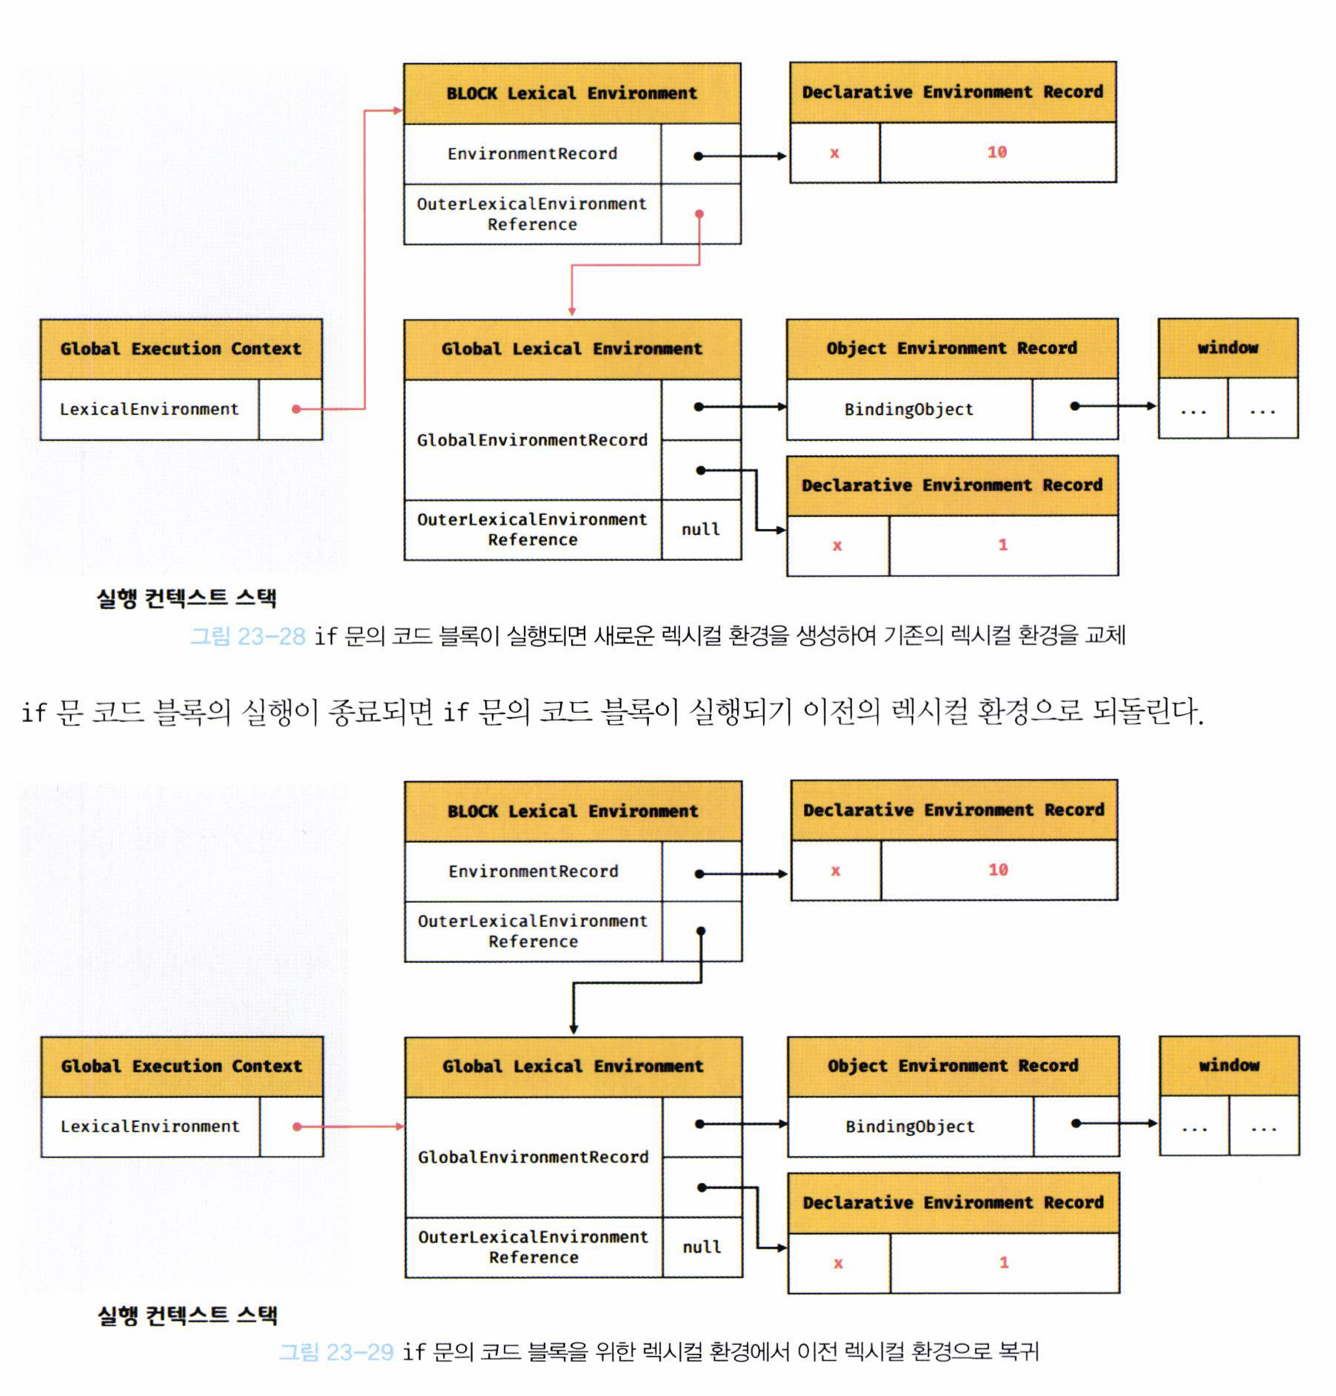 BLOCK Lexical Environment
Declarative Environment Record
EnvironmentRecord
x
10
OuterLexicalEnvironment
Reference
Global Execution Context
Global Lexical Environment
Object Environment Record
window
LexicalEnvironment
GlobalEnvironmentRecord
BindingObject
... ...
Declarative Environment Record
OuterLexicalEnvironment
Reference
null
x
1
실행 컨텍스트 스택
그림 23-28 if 문의 코드 블록이 실행되면 새로운 렉시컬 환경을 생성하여 기존의 렉시컬 환경을 교체
if 문 코드 블록의 실행이 종료되면 if 문의 코드 블록이 실행되기 이전의 렉시컬 환경으로 되돌린다.
BLOCK Lexical Environment
Declarative Environment Record
EnvironmentRecord
x
10
OuterLexicalEnvironment
Reference
Global Execution Context
Global Lexical Environment
Object Environment Record
window
LexicalEnvironment
GlobalEnvironmentRecord
BindingObject
... ...
Declarative Environment Record
OuterLexicalEnvironment
Reference
null
x
1
실행 컨텍스트 스택
그림 23-29 if 문의 코드 블록을 위한 렉시컬 환경에서 이전 렉시컬 환경으로 복귀